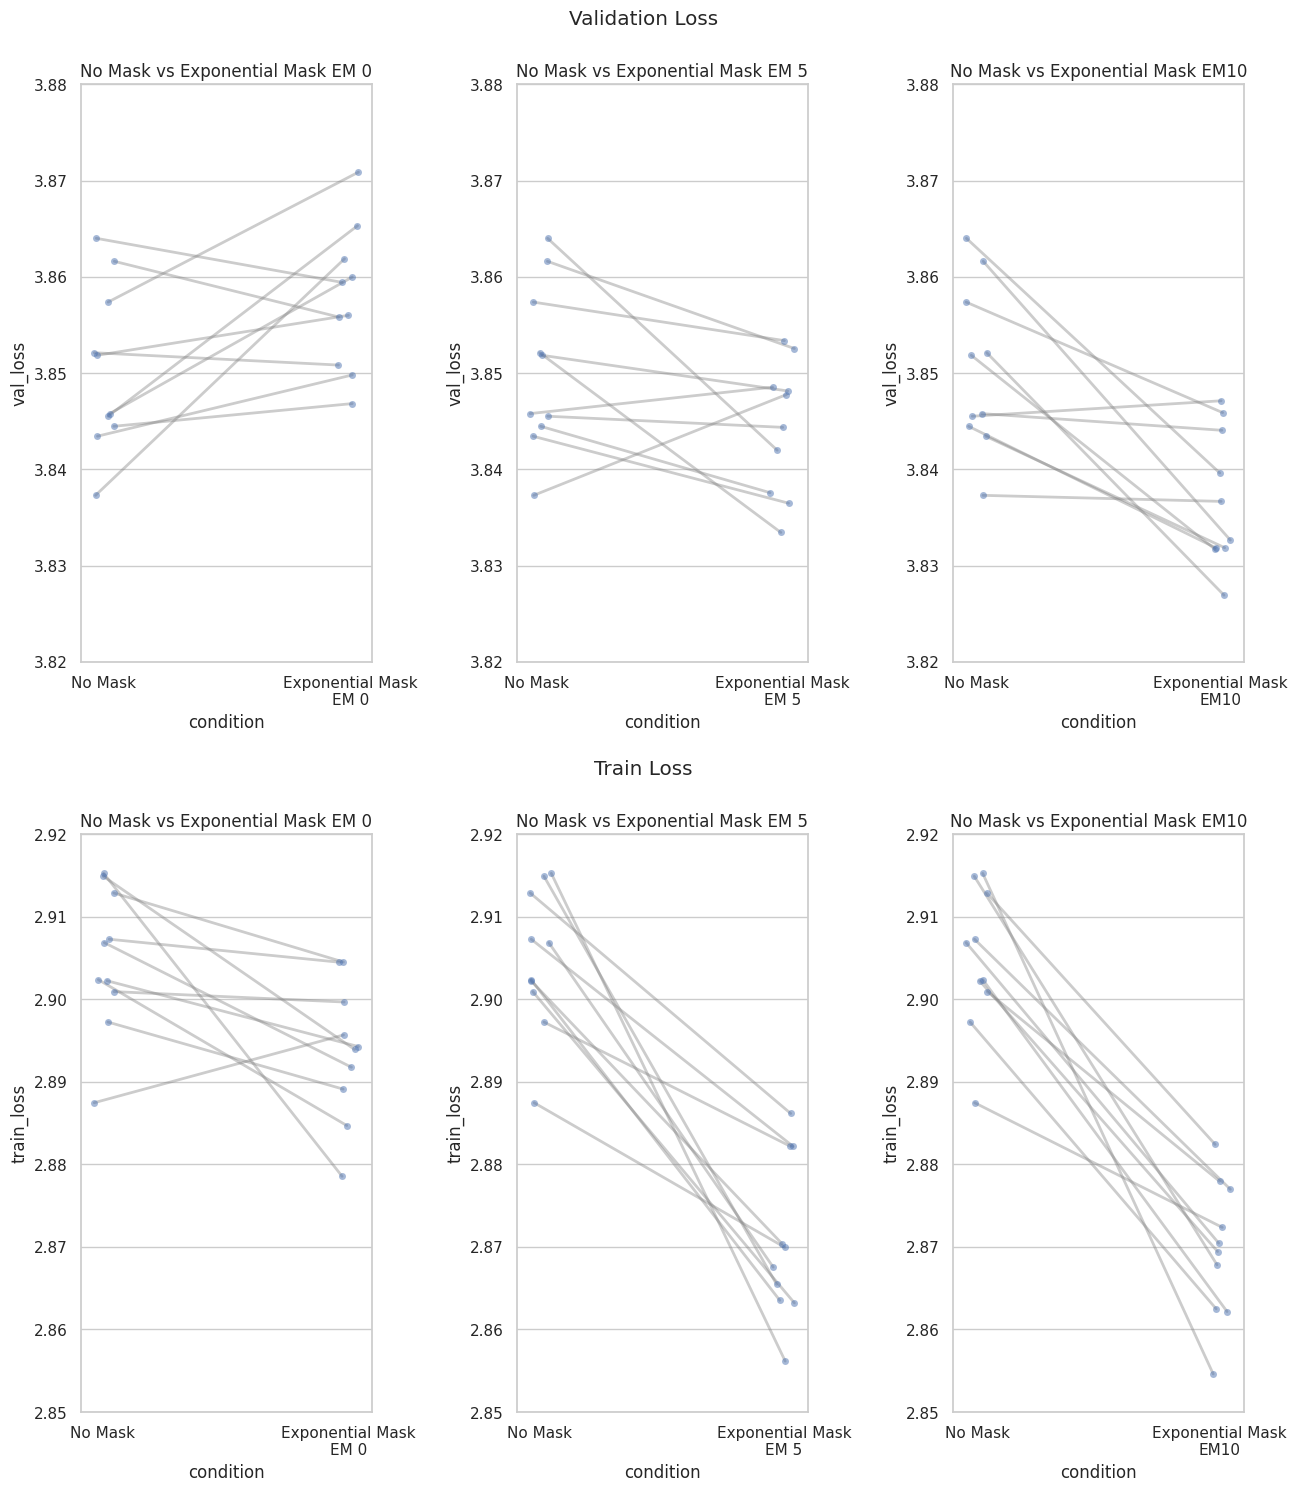 Validation Loss
No Mask vs Exponential Mask EM 0
No Mask vs Exponential Mask EM 5
No Mask vs Exponential Mask EM10
3.88
3.87
3.86
3.85
3.84
3.83
3.82
val_loss
No Mask
Exponential Mask
EM 0
condition
3.88
3.87
3.86
3.85
3.84
3.83
3.82
val_loss
No Mask
Exponential Mask
EM 5
condition
3.88
3.87
3.86
3.85
3.84
3.83
3.82
val_loss
No Mask
Exponential Mask
EM10
condition
Train Loss
No Mask vs Exponential Mask EM 0
No Mask vs Exponential Mask EM 5
No Mask vs Exponential Mask EM10
2.92
2.91
2.90
2.89
2.88
2.87
2.86
2.85
train_loss
No Mask
Exponential Mask
EM 0
condition
2.92
2.91
2.90
2.89
2.88
2.87
2.86
2.85
train_loss
No Mask
Exponential Mask
EM 5
condition
2.92
2.91
2.90
2.89
2.88
2.87
2.86
2.85
train_loss
No Mask
Exponential Mask
EM10
condition